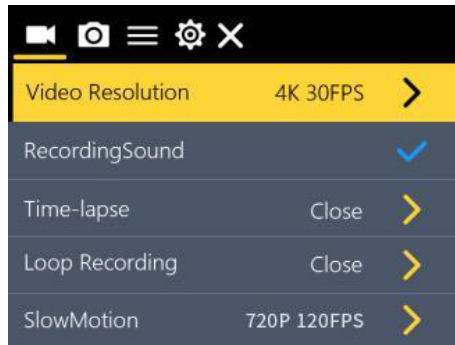 Video Resolution 4K 30FPS
RecordingSound
Time-lapse Close
Loop Recording Close
SlowMotion 720P 120FPS